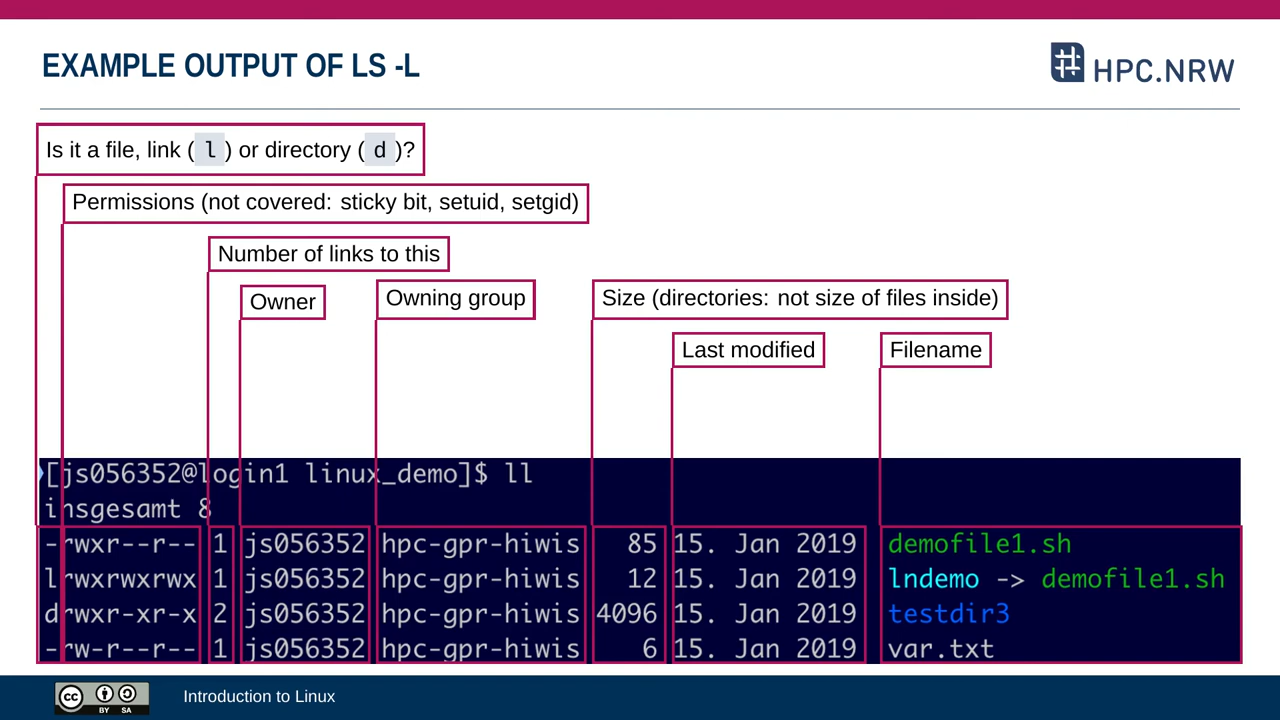 EXAMPLE OUTPUT OF LS -L
HPC.NRW
Is it a file, link ( l ) or directory ( d )?
Permissions (not covered: sticky bit, setuid, setgid)
Number of links to this
Owner
Owning group
Size (directories: not size of files inside)
Last modified
Filename
[js056352@login1 linux_demo]$ ll
insgesamt 8
-rwxr--r-- 1 js056352 hpc-gpr-hiwis 85 15. Jan 2019 demofile1.sh
lrwxrwxrwx 1 js056352 hpc-gpr-hiwis 12 15. Jan 2019 lndemo -> demofile1.sh
drwxr-xr-x 2 js056352 hpc-gpr-hiwis 4096 15. Jan 2019 testdir3
-rw-r--r-- 1 js056352 hpc-gpr-hiwis 6 15. Jan 2019 var.txt
cc BY SA
Introduction to Linux